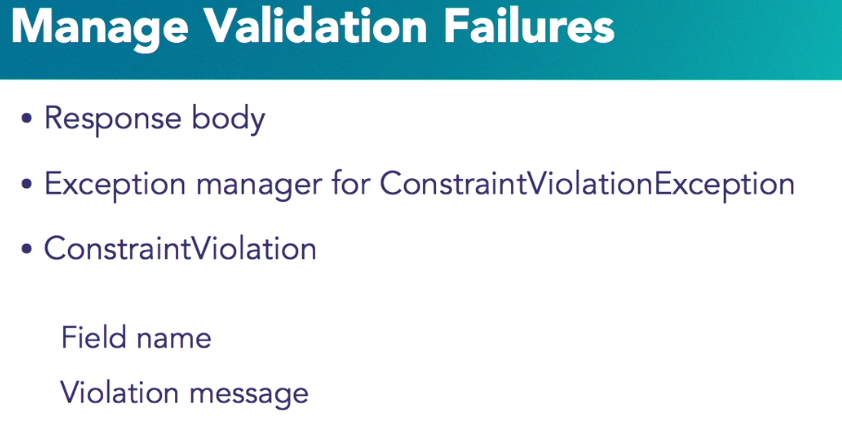 Manage Validation Failures
• Response body
• Exception manager for ConstraintViolationException
• ConstraintViolation
Field name
Violation message